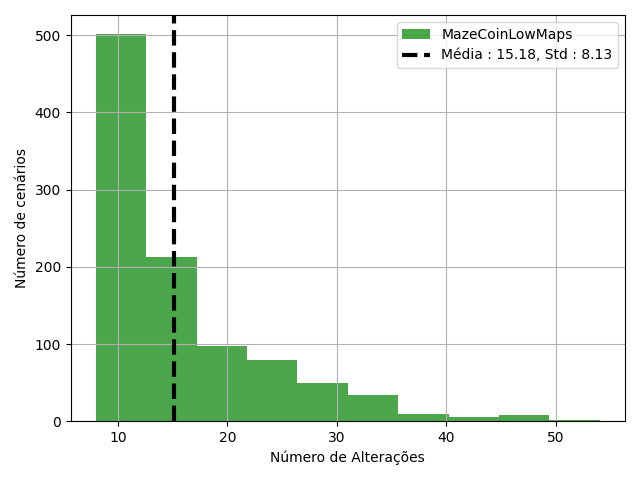 MazeCoinLowMaps
Média : 15.18, Std : 8.13
500
400
300
200
100
0
Número de cenários
10 20 30 40 50
Número de Alterações